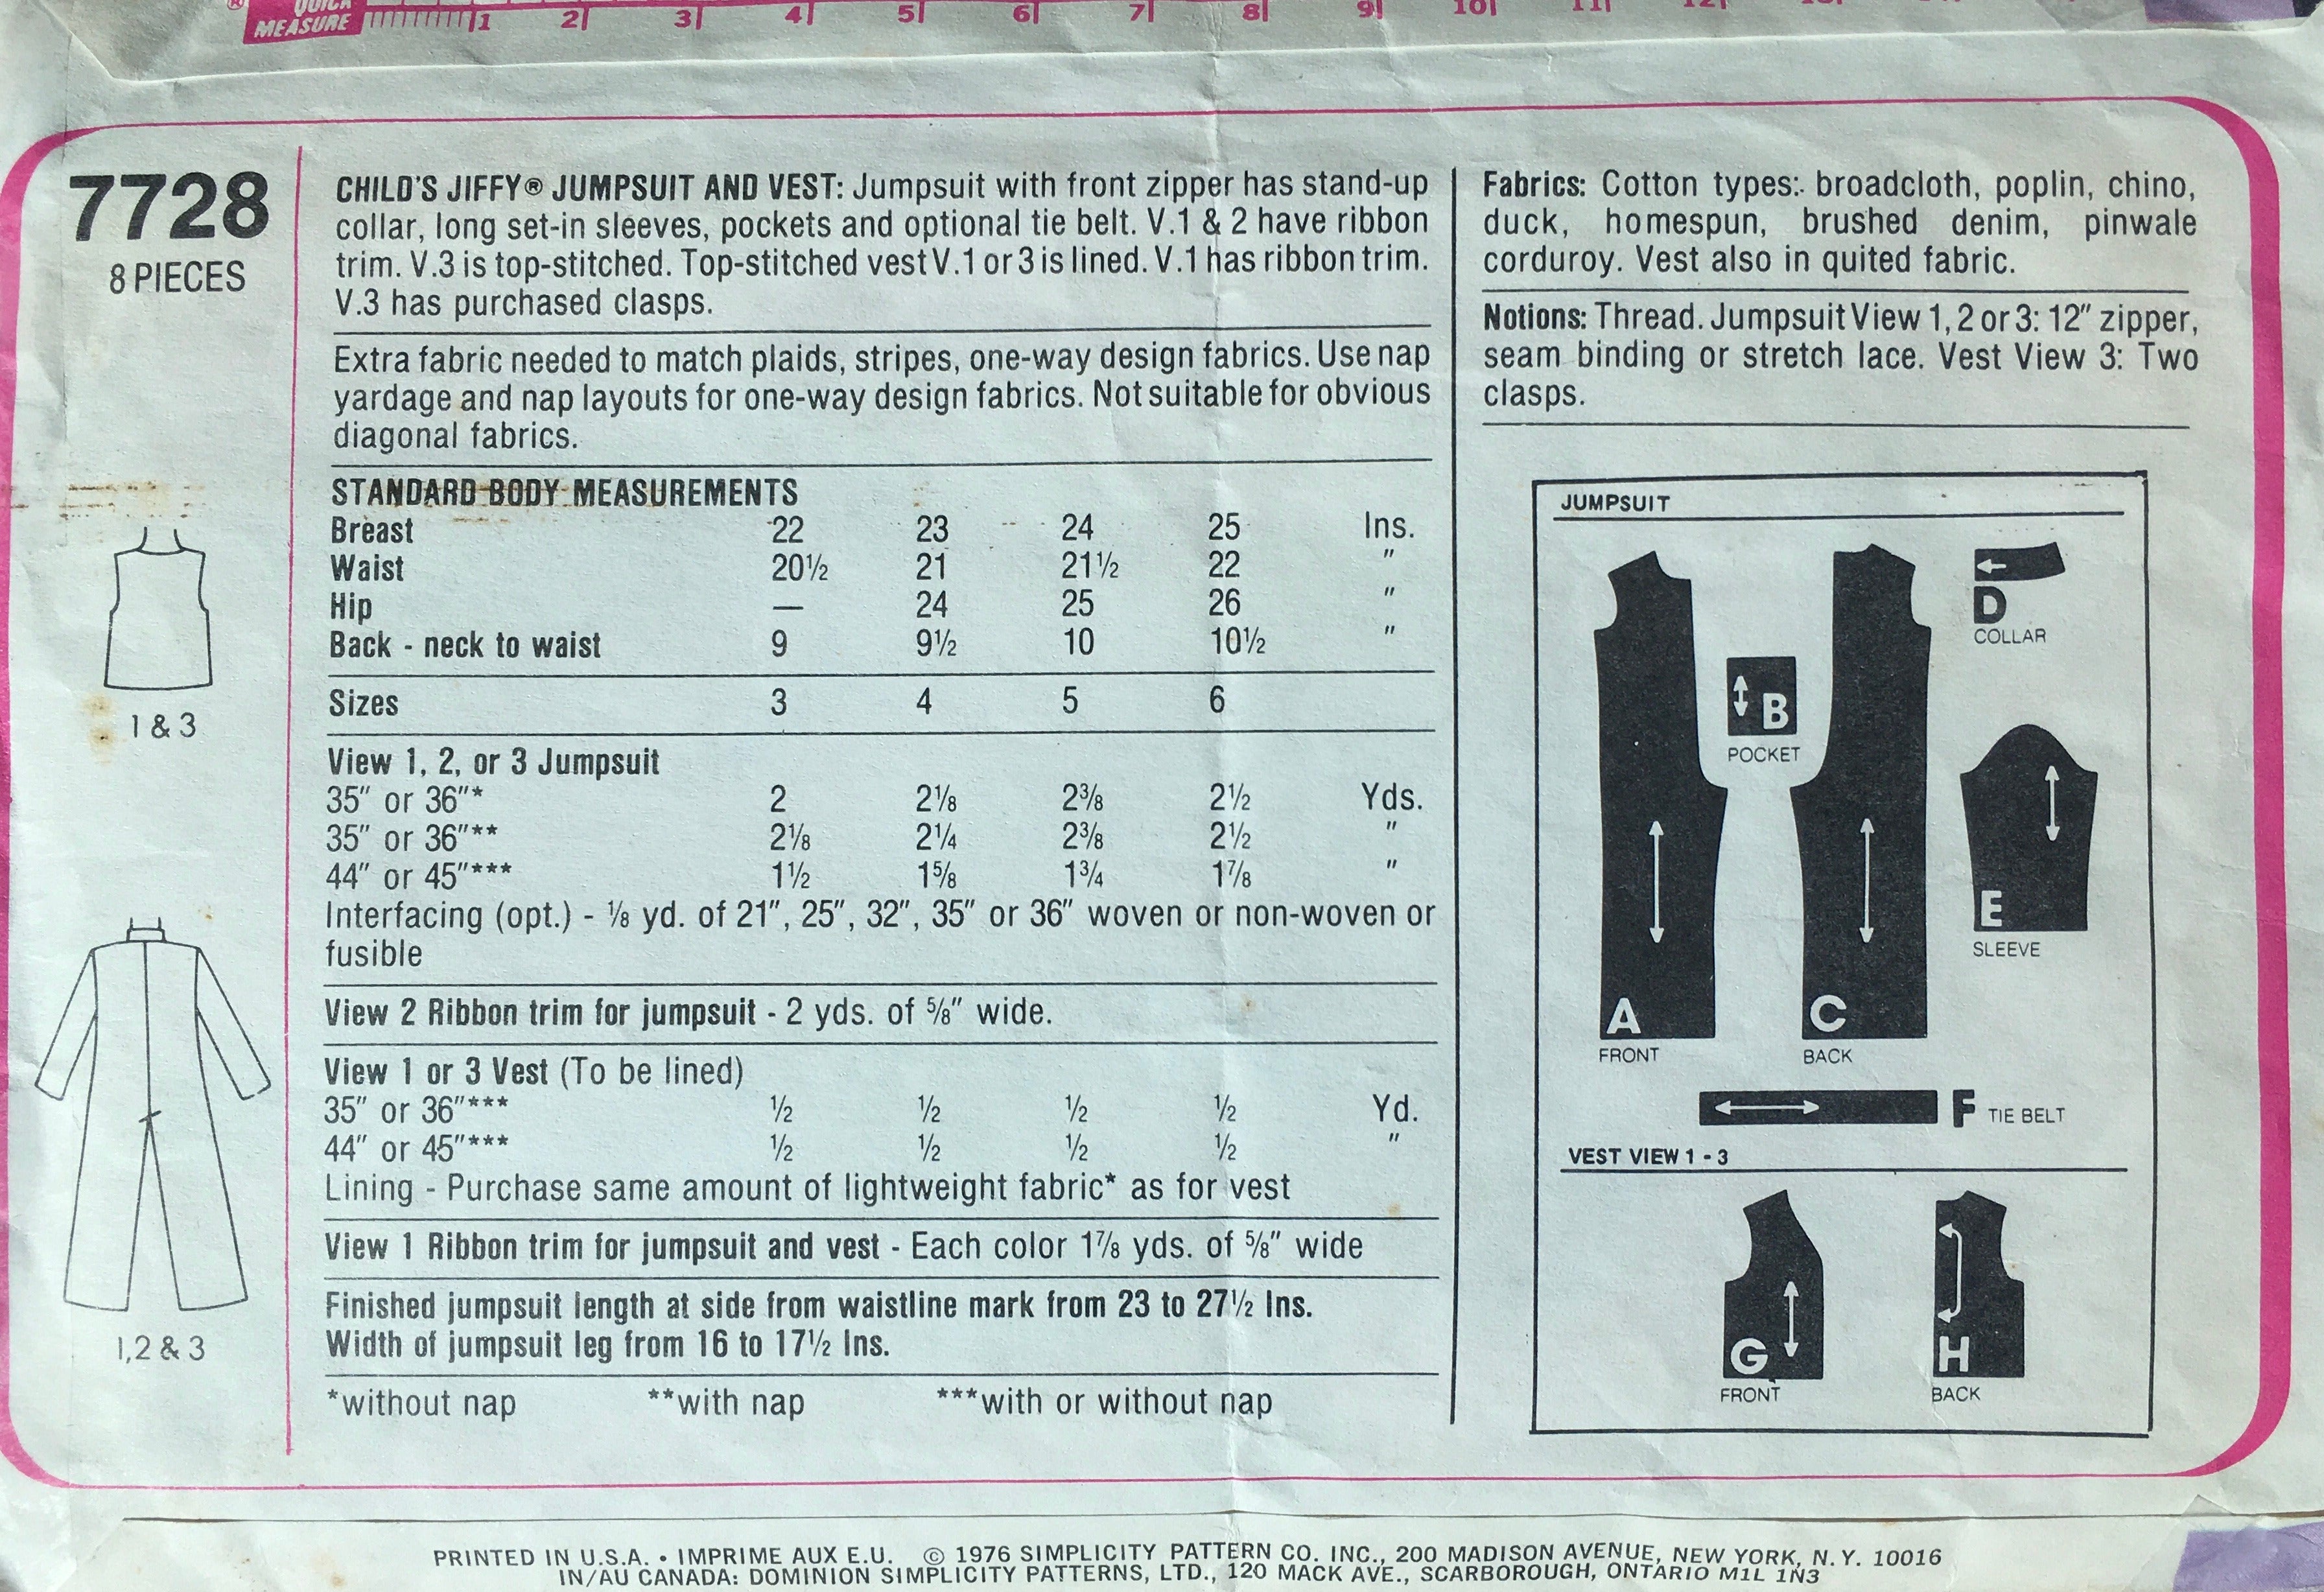 QUICK
MEASURE 1 2 3 4 5 6 7 8 9 10 11 12
7728
8 PIECES
CHILD'S JIFFY® JUMPSUIT AND VEST: Jumpsuit with front zipper has stand-up
collar, long set-in sleeves, pockets and optional tie belt. V.1 & 2 have ribbon
trim. V.3 is top-stitched. Top-stitched vest V.1 or 3 is lined. V.1 has ribbon trim.
V.3 has purchased clasps.
Extra fabric needed to match plaids, stripes, one-way design fabrics. Use nap
yardage and nap layouts for one-way design fabrics. Not suitable for obvious
diagonal fabrics.
STANDARD BODY MEASUREMENTS
Breast 22 23 24 25 Ins.
Waist 20½ 21 21½ 22 "
Hip — 24 25 26 "
Back - neck to waist 9 9½ 10 10½ "
Sizes 3 4 5 6
View 1, 2, or 3 Jumpsuit
35" or 36"* 2 2⅛ 2⅜ 2½ Yds.
35" or 36"** 2⅛ 2¼ 2⅜ 2½ "
44" or 45"*** 1½ 1⅝ 1¾ 1⅞ "
Interfacing (opt.) - ⅛ yd. of 21", 25", 32", 35" or 36" woven or non-woven or
fusible
View 2 Ribbon trim for jumpsuit - 2 yds. of ⅝" wide.
View 1 or 3 Vest (To be lined)
35" or 36"*** ½ ½ ½ ½ Yd.
44" or 45"*** ½ ½ ½ ½ "
Lining - Purchase same amount of lightweight fabric* as for vest
View 1 Ribbon trim for jumpsuit and vest - Each color 1⅞ yds. of ⅝" wide
Finished jumpsuit length at side from waistline mark from 23 to 27½ Ins.
Width of jumpsuit leg from 16 to 17½ Ins.
*without nap **with nap ***with or without nap
1 & 3
1,2 & 3
Fabrics: Cotton types: broadcloth, poplin, chino,
duck, homespun, brushed denim, pinwale
corduroy. Vest also in quited fabric.
Notions: Thread. Jumpsuit View 1, 2 or 3: 12" zipper,
seam binding or stretch lace. Vest View 3: Two
clasps.
JUMPSUIT
D
COLLAR
B
POCKET
E
SLEEVE
A
FRONT
C
BACK
F TIE BELT
VEST VIEW 1 - 3
G
FRONT
H
BACK
PRINTED IN U.S.A. • IMPRIME AUX E.U. © 1976 SIMPLICITY PATTERN CO. INC., 200 MADISON AVENUE, NEW YORK, N.Y. 10016
IN/AU CANADA: DOMINION SIMPLICITY PATTERNS, LTD., 120 MACK AVE., SCARBOROUGH, ONTARIO M1L 1N3